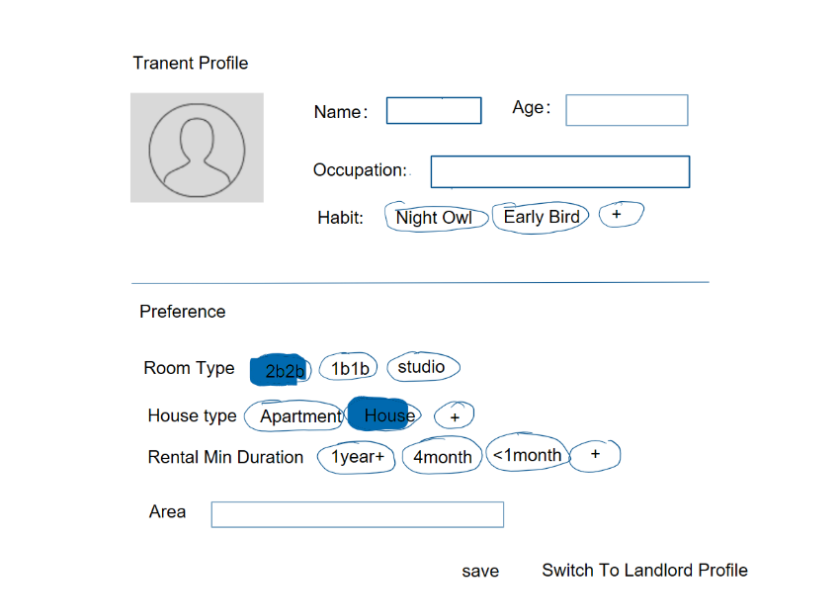 Tranent Profile
Name: Age:
Occupation:
Habit: Night Owl Early Bird +
Preference
Room Type 2b2b 1b1b studio
House type Apartment House +
Rental Min Duration 1year+ 4month <1month +
Area
save Switch To Landlord Profile